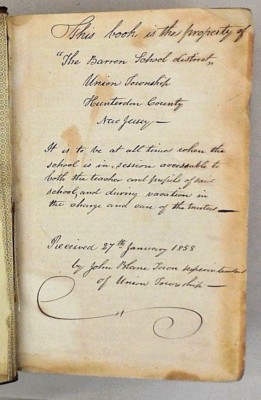 This book is the property of
"The Barren School district"
Union Township
Hunterdon County
New Jersey—
It is to be at all times when the
school is in session accessable to
both the teacher and pupils of said
school, and during vacation in
the charge and care of the trustees—
Received 27th January 1858
by John Blane Town superintendent
of Union Township—